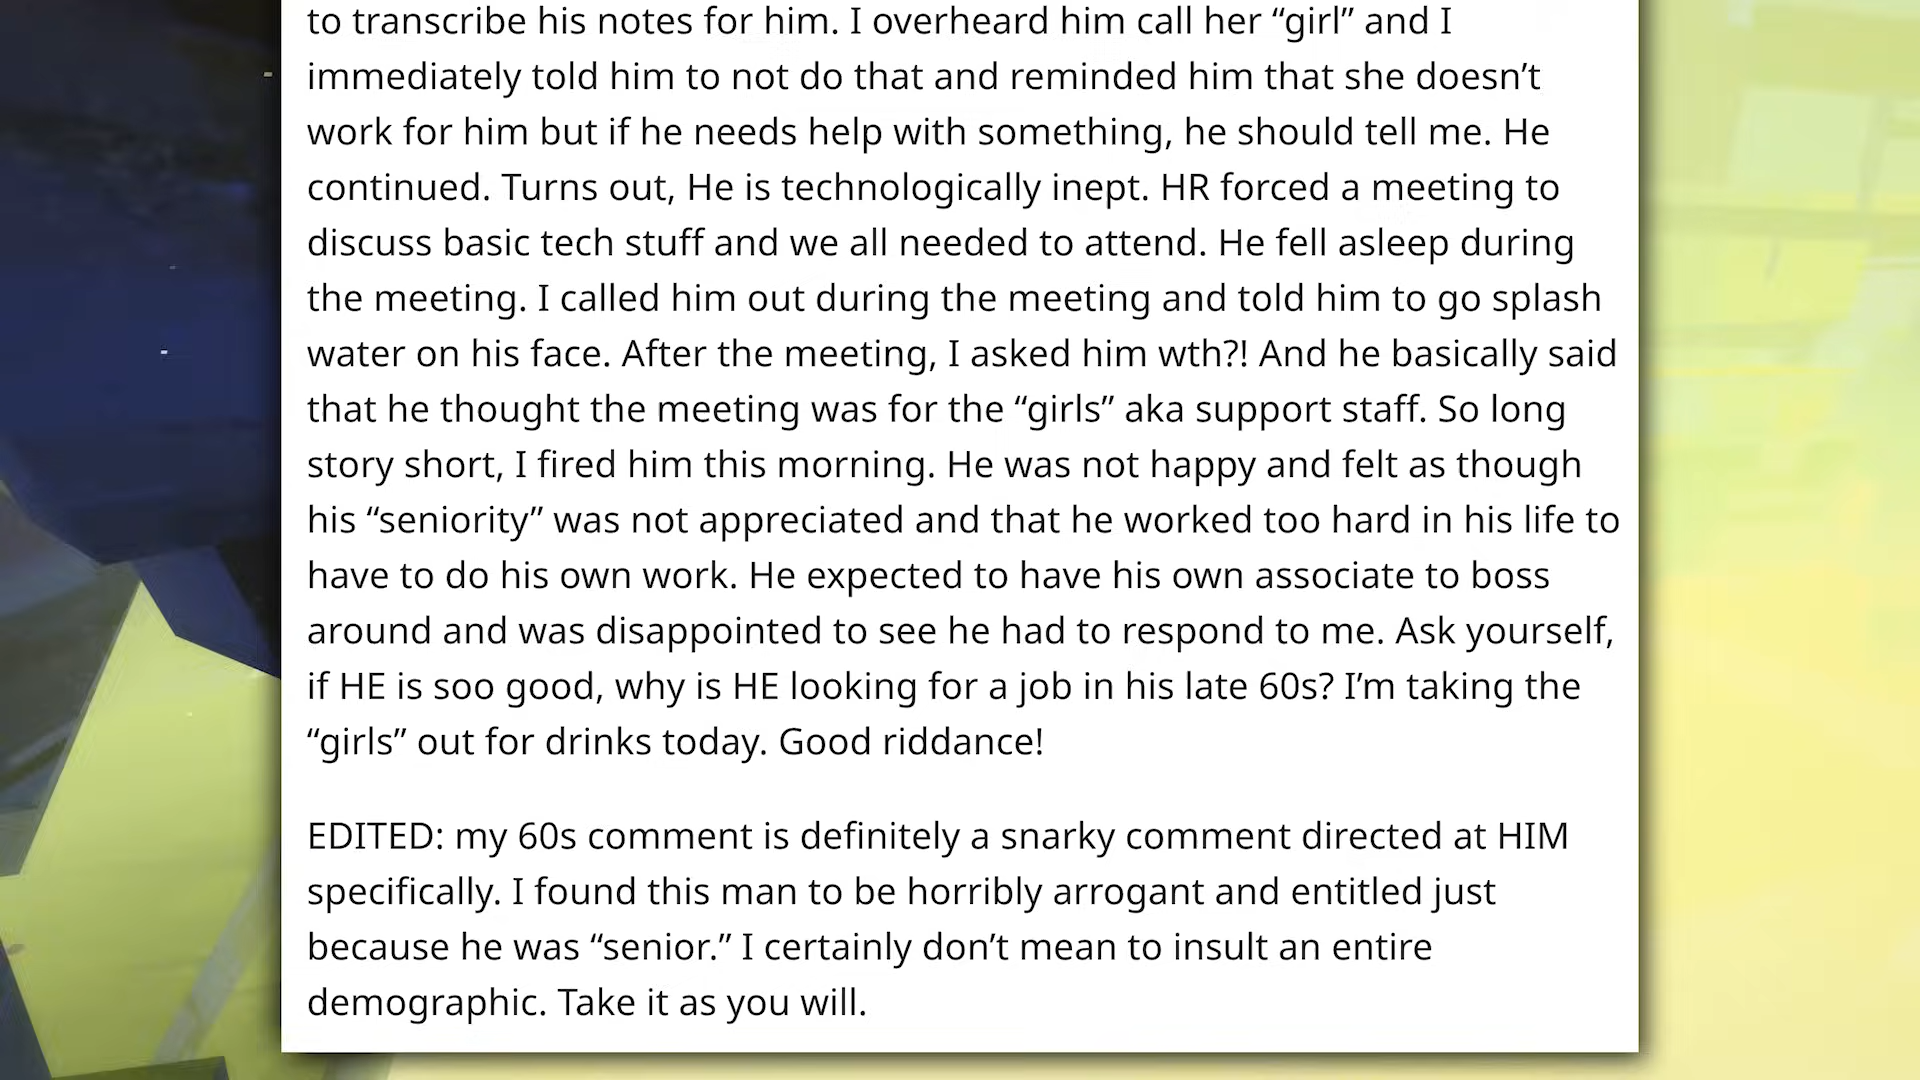 to transcribe his notes for him. I overheard him call her “girl” and I
immediately told him to not do that and reminded him that she doesn’t
work for him but if he needs help with something, he should tell me. He
continued. Turns out, He is technologically inept. HR forced a meeting to
discuss basic tech stuff and we all needed to attend. He fell asleep during
the meeting. I called him out during the meeting and told him to go splash
water on his face. After the meeting, I asked him wth?! And he basically said
that he thought the meeting was for the “girls” aka support staff. So long
story short, I fired him this morning. He was not happy and felt as though
his “seniority” was not appreciated and that he worked too hard in his life to
have to do his own work. He expected to have his own associate to boss
around and was disappointed to see he had to respond to me. Ask yourself,
if HE is soo good, why is HE looking for a job in his late 60s? I’m taking the
“girls” out for drinks today. Good riddance!
EDITED: my 60s comment is definitely a snarky comment directed at HIM
specifically. I found this man to be horribly arrogant and entitled just
because he was “senior.” I certainly don’t mean to insult an entire
demographic. Take it as you will.